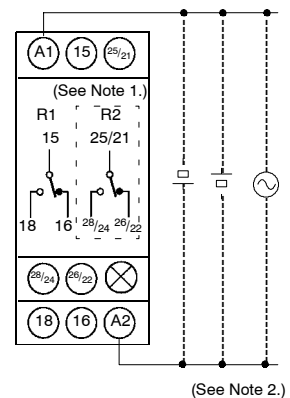 A1 15 25/21
(See Note 1.)
R1 R2
15 25/21
18 16 28/24 26/22
28/24 26/22
18 16 A2
(See Note 2.)